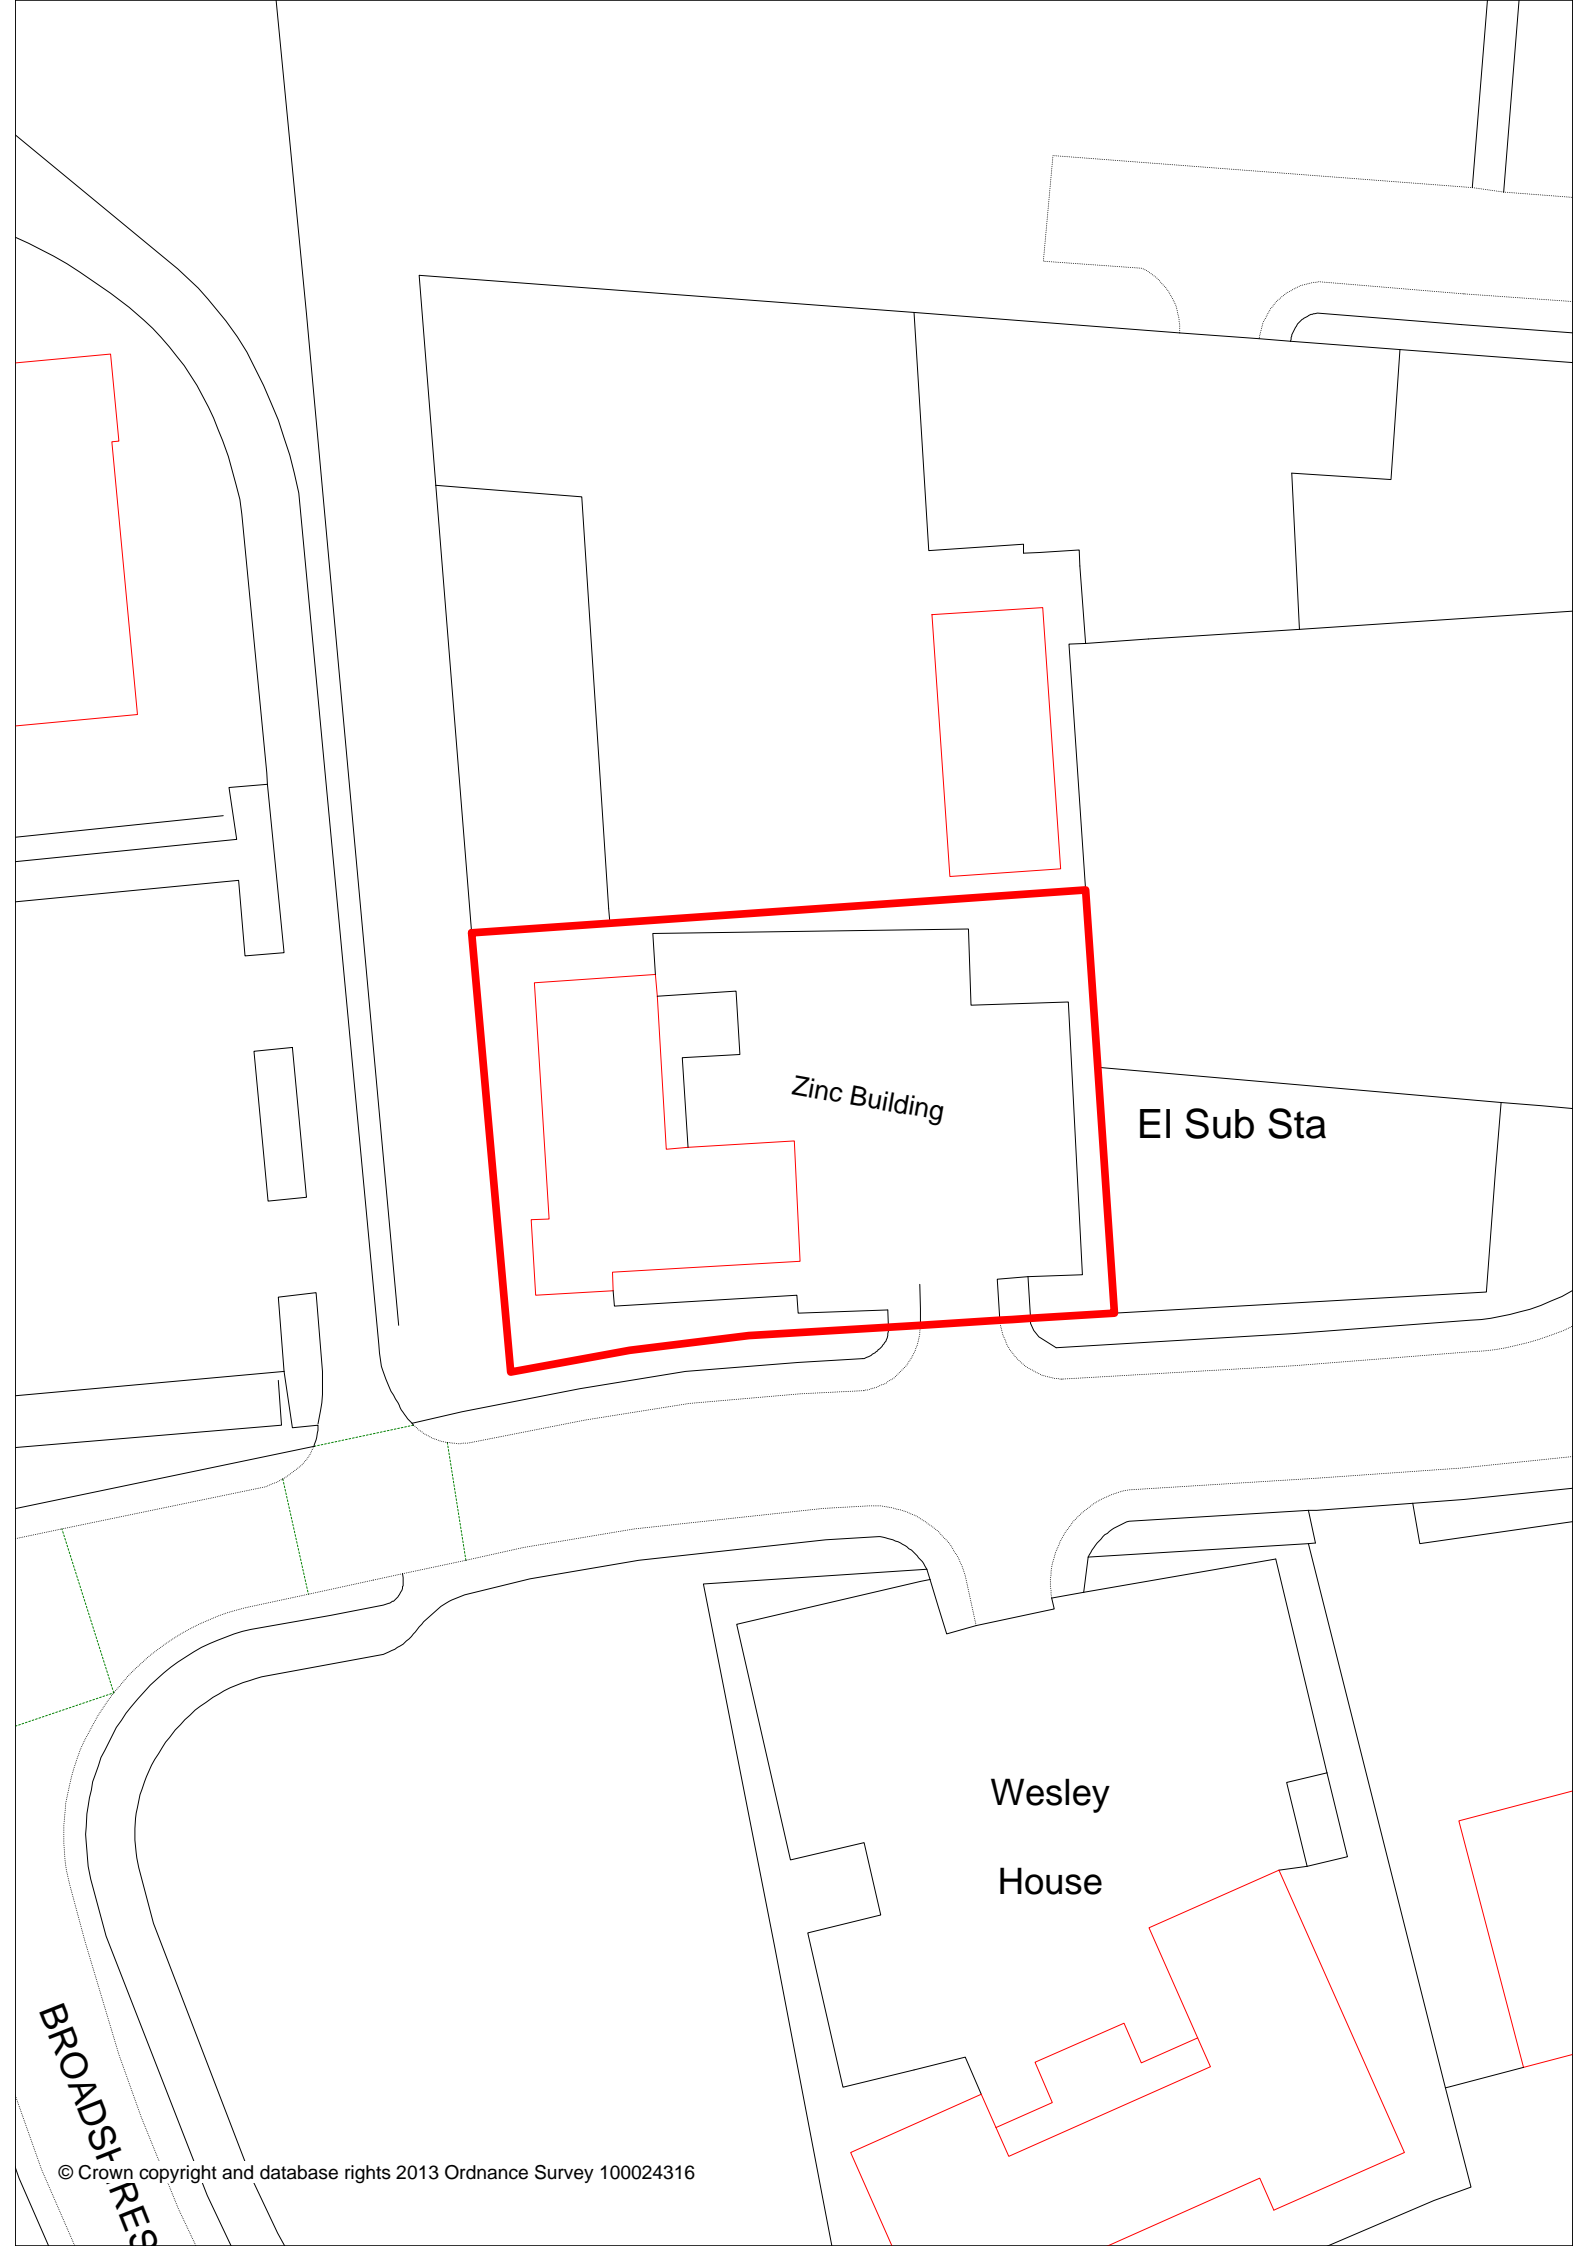 Zinc Building
El Sub Sta
Wesley
House
© Crown copyright and database rights 2013 Ordnance Survey 100024316